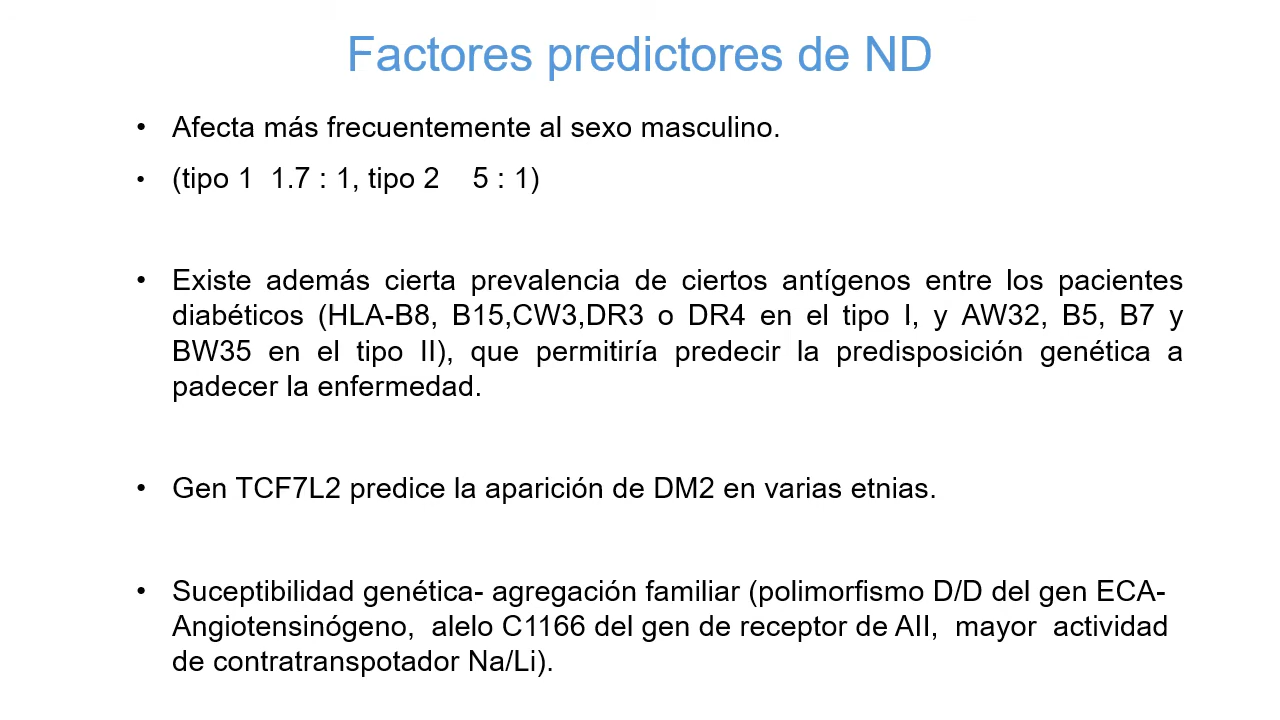 Factores predictores de ND
• Afecta más frecuentemente al sexo masculino.
• (tipo 1  1.7 : 1, tipo 2    5 : 1)
• Existe además cierta prevalencia de ciertos antígenos entre los pacientes
diabéticos (HLA-B8, B15,CW3,DR3 o DR4 en el tipo I, y AW32, B5, B7 y
BW35 en el tipo II), que permitiría predecir la predisposición genética a
padecer la enfermedad.
• Gen TCF7L2 predice la aparición de DM2 en varias etnias.
• Suceptibilidad genética- agregación familiar (polimorfismo D/D del gen ECA-
Angiotensinógeno,  alelo C1166 del gen de receptor de AII,  mayor  actividad
de contratranspotador Na/Li).